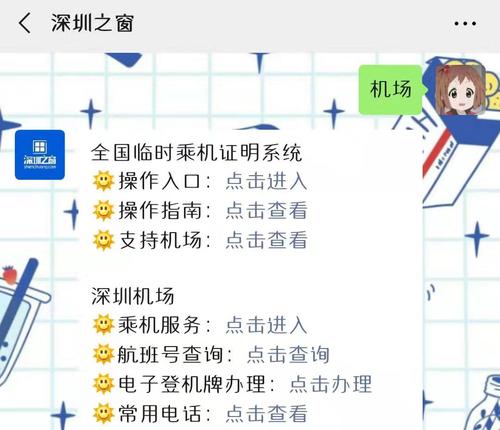 深圳之窗
机场
深圳之窗
shenchuang.com
全国临时乘机证明系统
操作入口：点击进入
操作指南：点击查看
支持机场：点击查看
深圳机场
乘机服务：点击进入
航班号查询：点击查询
电子登机牌办理：点击办理
常用电话：点击查看